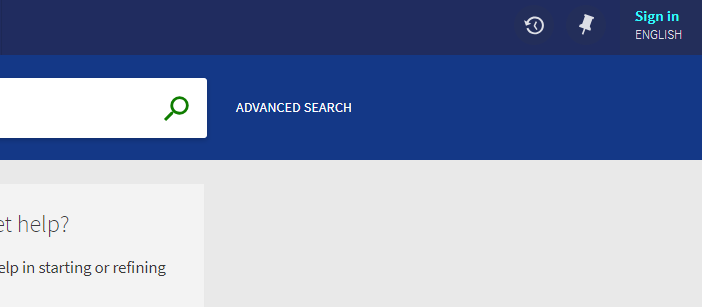 Sign in
ENGLISH
ADVANCED SEARCH
et help?
elp in starting or refining